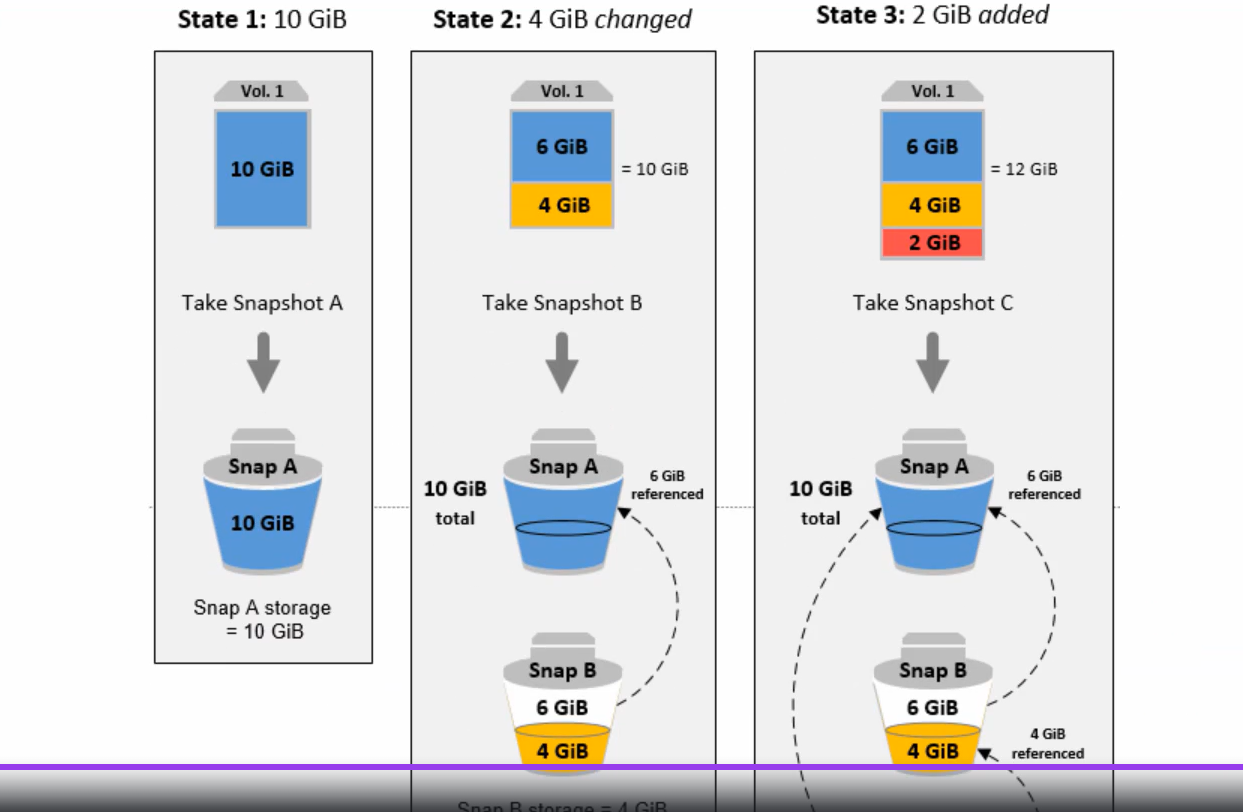 State 1: 10 GiB
Vol. 1
10 GiB
Take Snapshot A
Snap A
10 GiB
Snap A storage
= 10 GiB
State 2: 4 GiB changed
Vol. 1
6 GiB
= 10 GiB
4 GiB
Take Snapshot B
Snap A
10 GiB
total
6 GiB
referenced
Snap B
6 GiB
4 GiB
Snap B storage = 4 GiB
State 3: 2 GiB added
Vol. 1
6 GiB
= 12 GiB
4 GiB
2 GiB
Take Snapshot C
Snap A
10 GiB
total
6 GiB
referenced
Snap B
6 GiB
4 GiB
4 GiB
referenced